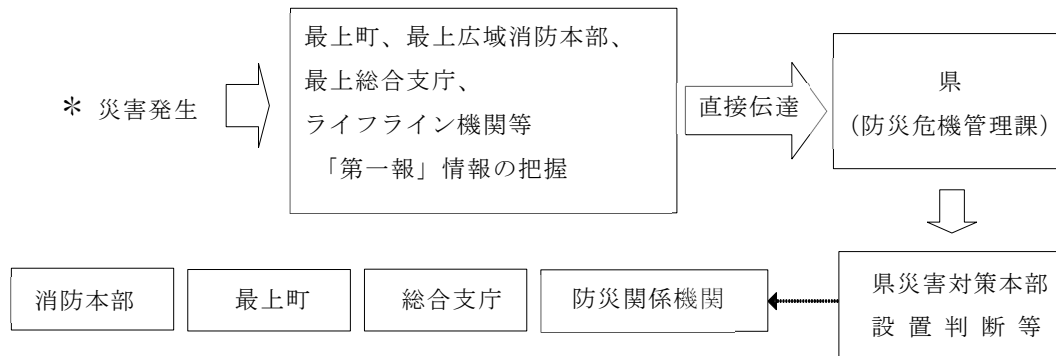 ＊ 災害発生
最上町、最上広域消防本部、
最上総合支庁、
ライフライン機関等
「第一報」情報の把握
直接伝達
県
（防災危機管理課）
消防本部
最上町
総合支庁
防災関係機関
県災害対策本部
設 置 判 断 等